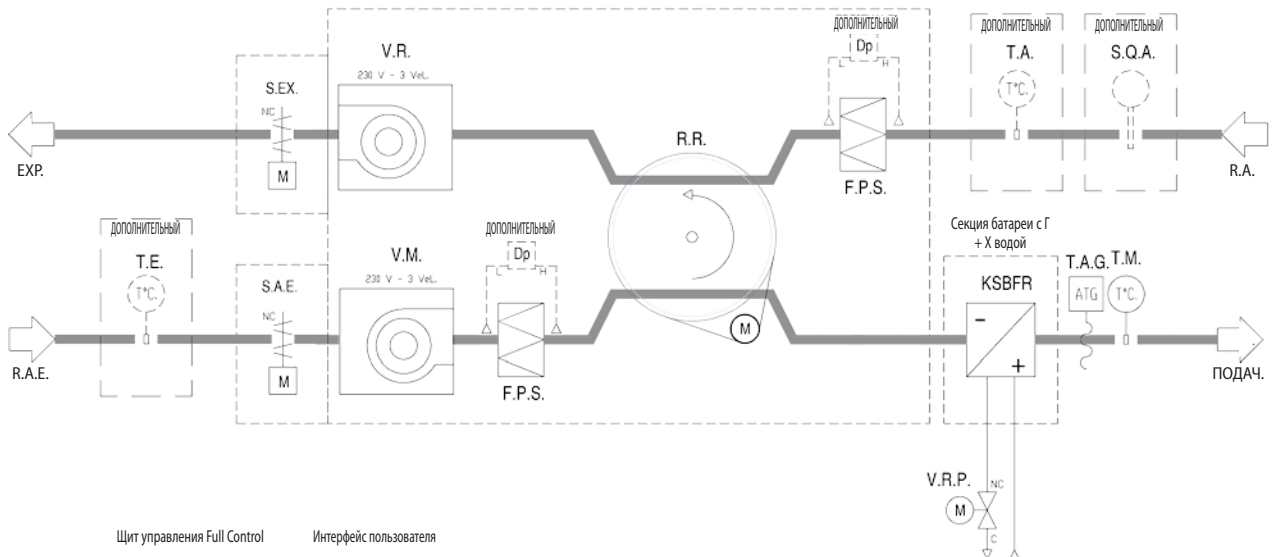 ДОПОЛНИТЕЛЬНЫЙ
ДОПОЛНИТЕЛЬНЫЙ
ДОПОЛНИТЕЛЬНЫЙ
V.R.
230 V - 3 VeL.
Dp
L
H
T.A.
T°C.
S.Q.A.
S.EX.
NC
M
R.R.
F.P.S.
EXP.
R.A.
ДОПОЛНИТЕЛЬНЫЙ
T.E.
T°C.
S.A.E.
NC
M
V.M.
230 V - 3 VeL.
ДОПОЛНИТЕЛЬНЫЙ
Dp
L
H
F.P.S.
M
Секция батареи с Г
+ Х водой
KSBFR
-
+
T.A.G.
ATG
T.M.
T°C.
R.A.E.
ПОДАЧ.
V.R.P.
NC
M
C
Щит управления Full Control
Интерфейс пользователя